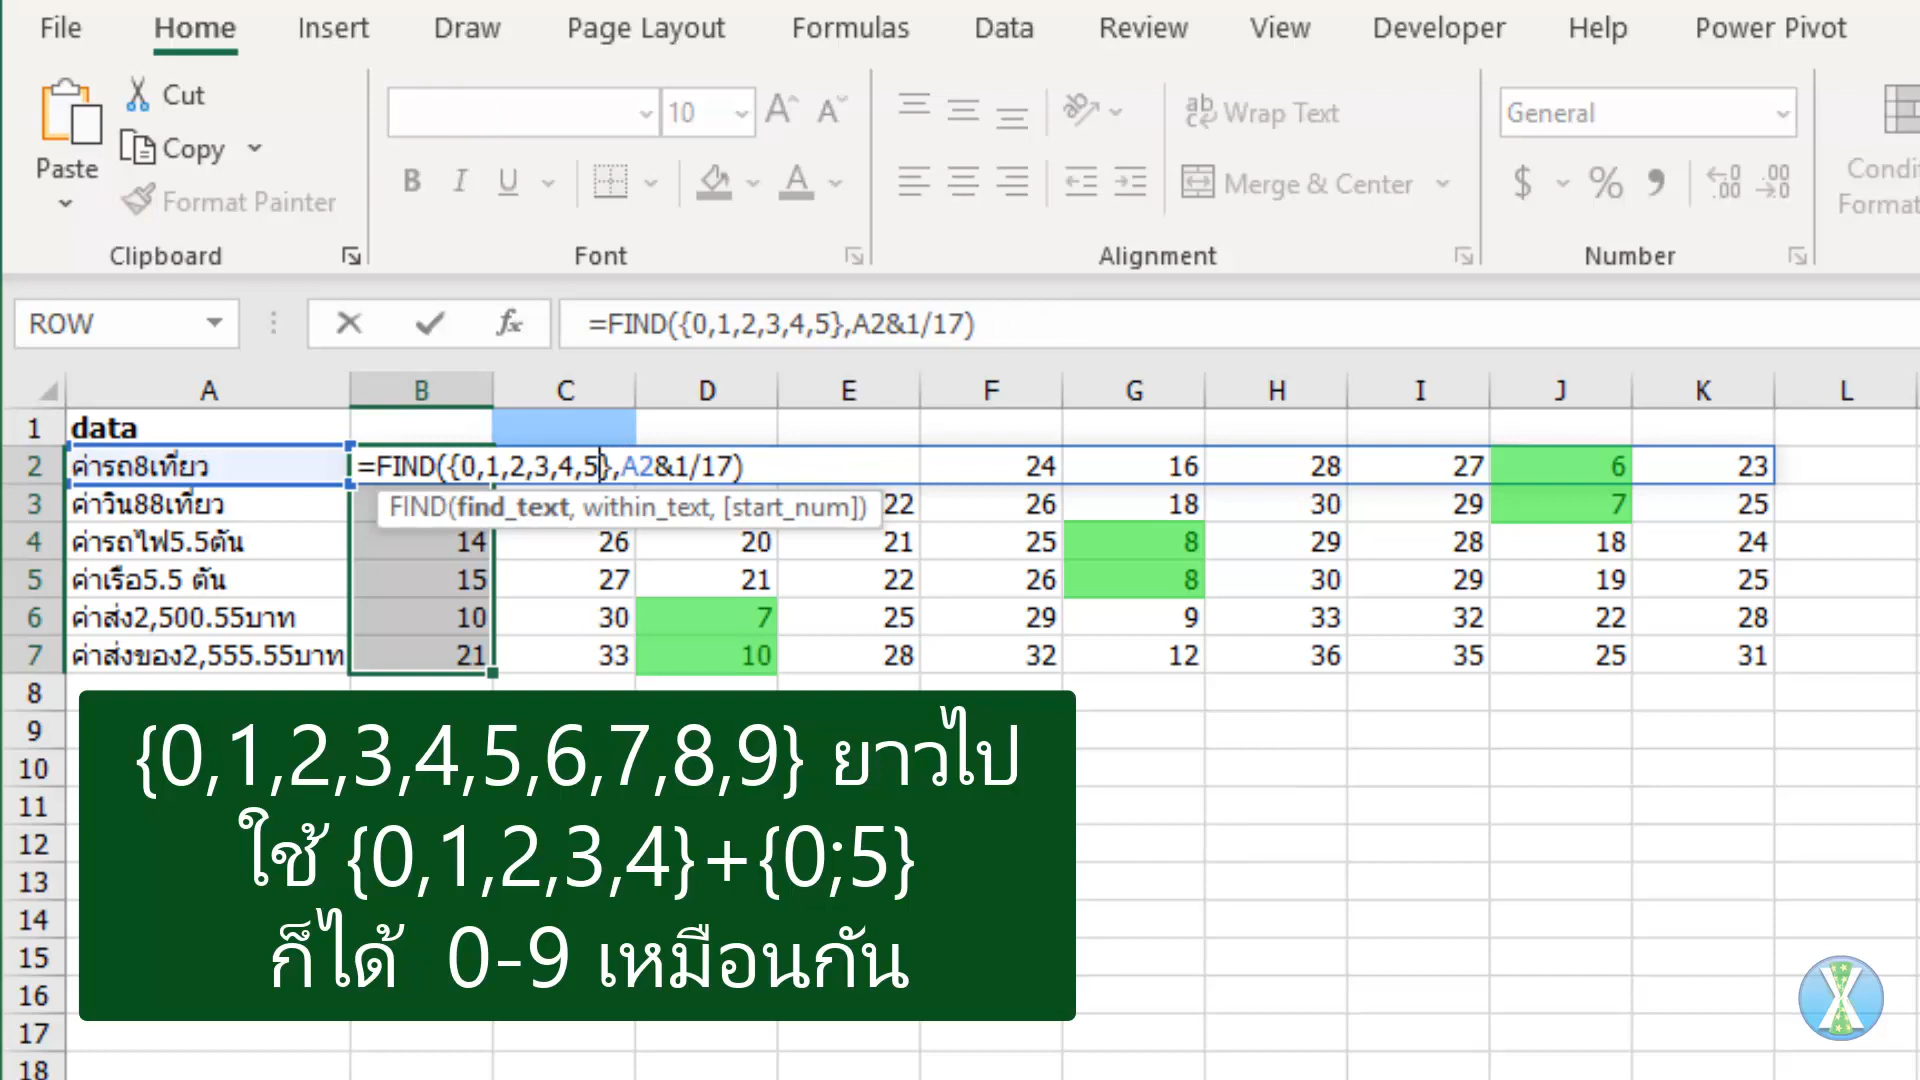 File Home Insert Draw Page Layout Formulas Data Review View Developer Help Power Pivot
Cut
Copy
Paste
Format Painter
10
Wrap Text
Merge & Center
General
B I U
$ % 9
Clipboard Font Alignment Number
ROW fx =FIND({0,1,2,3,4,5},A2&1/17)
A B C D E F G H I J K L
1 data
2 ค่ารถ8เที่ยว =FIND({0,1,2,3,4,5},A2&1/17) 24 16 28 27 6 23
FIND(find_text, within_text, [start_num])
3 ค่าวิน88เที่ยว 22 26 18 30 29 7 25
4 ค่ารถไฟ5.5ตัน 14 26 20 21 25 8 29 28 18 24
5 ค่าเรือ5.5 ตัน 15 27 21 22 26 8 30 29 19 25
6 ค่าส่ง2,500.55บาท 10 30 7 25 29 9 33 32 22 28
7 ค่าส่งของ2,555.55บาท 21 33 10 28 32 12 36 35 25 31
8
9
10
11
12
13
14
15
16
17
18
{0,1,2,3,4,5,6,7,8,9} ยาวไป
ใช้ {0,1,2,3,4}+{0;5}
ก็ได้ 0-9 เหมือนกัน
X